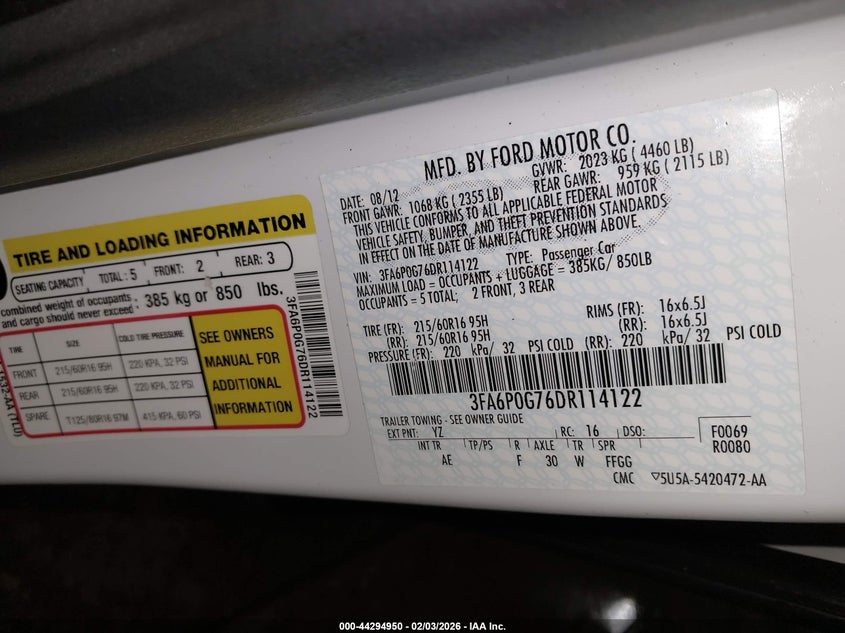 TIRE AND LOADING INFORMATION
SEATING CAPACITY TOTAL: 5 FRONT: 2 REAR: 3
combined weight of occupants and cargo should never exceed : 385 kg or 850 lbs.
TIRE SIZE COLD TIRE PRESSURE
FRONT 215/60R16 95H 220 KPA, 32 PSI
REAR 215/60R16 95H 220 KPA, 32 PSI
SPARE T125/80R16 97M 415 KPA, 60 PSI
SEE OWNERS
MANUAL FOR
ADDITIONAL
INFORMATION
3FA6P0G76DR114122
MFD. BY FORD MOTOR CO.
DATE: 08/12 GVWR: 2023 KG ( 4460 LB)
FRONT GAWR: 1068 KG ( 2355 LB) REAR GAWR: 959 KG ( 2115 LB)
THIS VEHICLE CONFORMS TO ALL APPLICABLE FEDERAL MOTOR
VEHICLE SAFETY, BUMPER, AND THEFT PREVENTION STANDARDS
IN EFFECT ON THE DATE OF MANUFACTURE SHOWN ABOVE.
VIN: 3FA6P0G76DR114122 TYPE: Passenger Car
MAXIMUM LOAD = OCCUPANTS + LUGGAGE = 385KG/ 850LB
OCCUPANTS = 5 TOTAL; 2 FRONT, 3 REAR
TIRE (FR): 215/60R16 95H RIMS (FR): 16x6.5J
(RR): 215/60R16 95H (RR): 16x6.5J
PRESSURE (FR): 220 kPa/ 32 PSI COLD (RR): 220 kPa/ 32 PSI COLD
3FA6P0G76DR114122
TRAILER TOWING - SEE OWNER GUIDE
EXT PNT: YZ RC: 16 DSO: F0069
INT TR TP/PS R AXLE TR SPR R0080
AE F 30 W FFGG
CMC 5U5A-5420472-AA
000-44294950 - 02/03/2026 - IAA Inc.